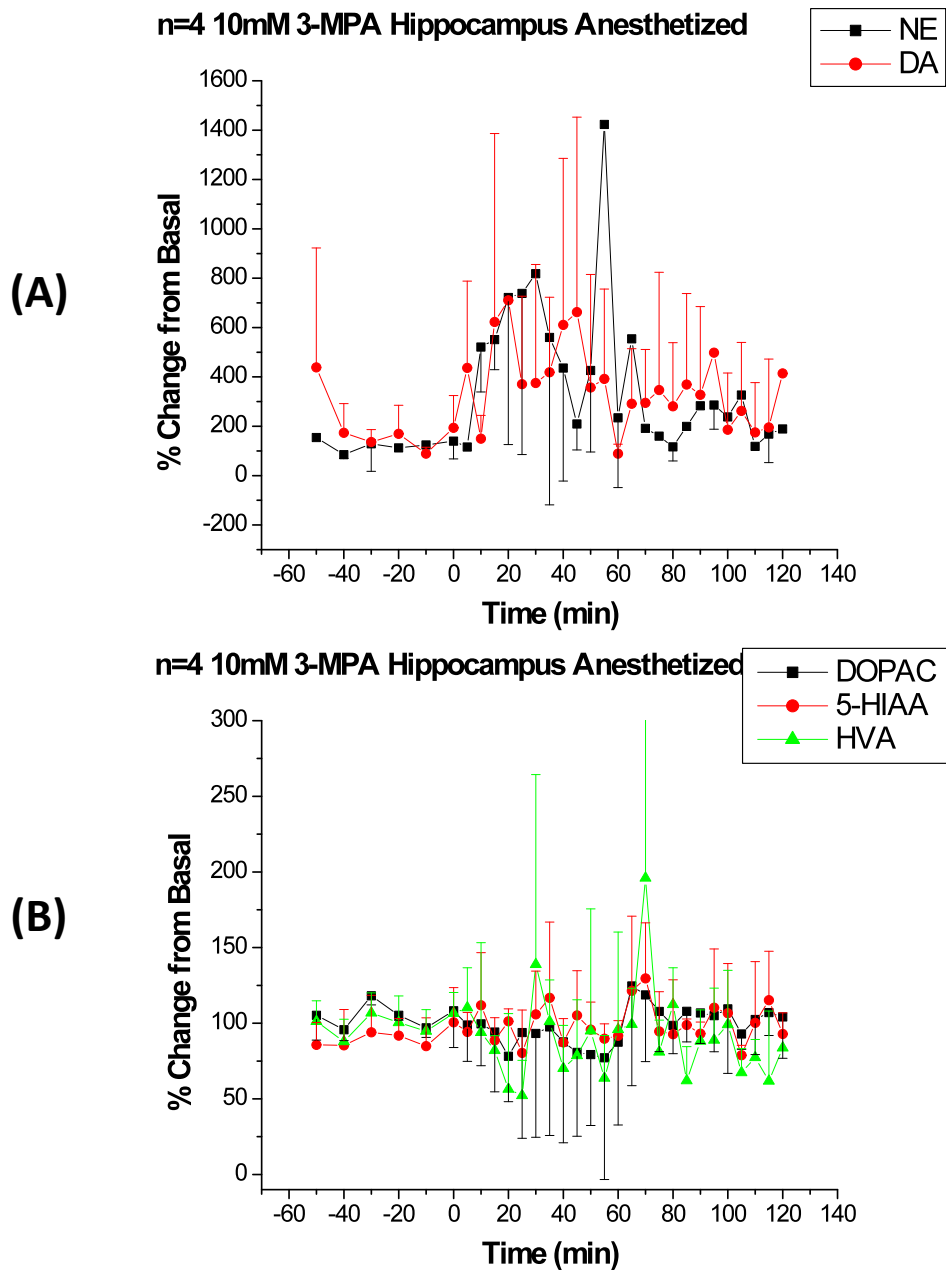 n=4 10mM 3-MPA Hippocampus Anesthetized
NE
DA
(A)
% Change from Basal
1600
1400
1200
1000
800
600
400
200
0
-200
-60 -40 -20 0 20 40 60 80 100 120 140
Time (min)
n=4 10mM 3-MPA Hippocampus Anesthetized
DOPAC
5-HIAA
HVA
(B)
% Change from Basal
300
250
200
150
100
50
0
-60 -40 -20 0 20 40 60 80 100 120 140
Time (min)